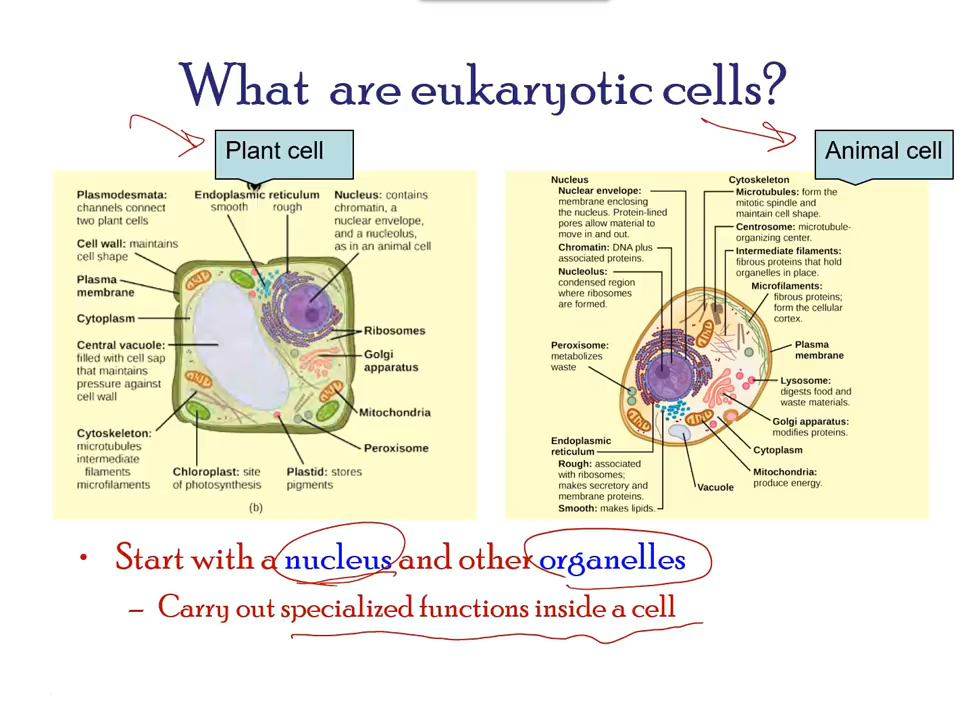 What are eukaryotic cells?
Plant cell
Animal cell
Plasmodesmata:
channels connect
two plant cells
Cell wall: maintains
cell shape
Plasma
membrane
Cytoplasm
Central vacuole:
filled with cell sap
that maintains
pressure against
cell wall
Cytoskeleton:
microtubules
intermediate
filaments
microfilaments
Endoplasmic reticulum
smooth rough
Nucleus: contains
chromatin, a
nuclear envelope,
and a nucleolus,
as in an animal cell
Ribosomes
Golgi
apparatus
Mitochondria
Peroxisome
Chloroplast: site
of photosynthesis
Plastid: stores
pigments
(b)
Nucleus
Nuclear envelope:
membrane enclosing
the nucleus. Protein-lined
pores allow material to
move in and out.
Chromatin: DNA plus
associated proteins.
Nucleolus:
condensed region
where ribosomes
are formed.
Peroxisome:
metabolizes
waste
Endoplasmic
reticulum
Rough: associated
with ribosomes;
makes secretory and
membrane proteins.
Smooth: makes lipids.
Cytoskeleton
Microtubules: form the
mitotic spindle and
maintain cell shape.
Centrosome: microtubule-
organizing center.
Intermediate filaments:
fibrous proteins that hold
organelles in place.
Microfilaments:
fibrous proteins;
form the cellular
cortex.
Plasma
membrane
Lysosome:
digests food and
waste materials.
Golgi apparatus:
modifies proteins.
Cytoplasm
Mitochondria:
produce energy.
Vacuole
• Start with a nucleus and other organelles
– Carry out specialized functions inside a cell